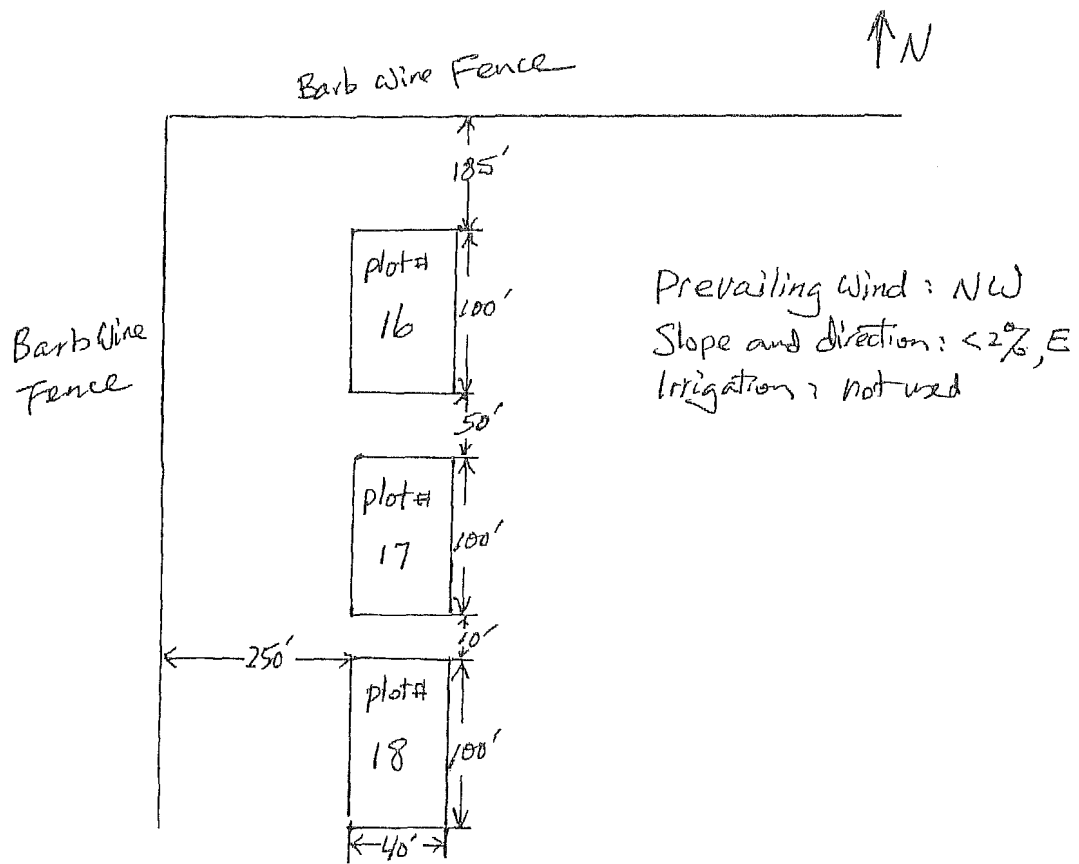 ↑N
Barb Wire Fence
185'
plot#
16
100'
Prevailing Wind: NW
Slope and direction: <2%, E
Irrigation: not used
Barb Wire
Fence
50'
plot#
17
100'
10'
250'
plot#
18
100'
40'